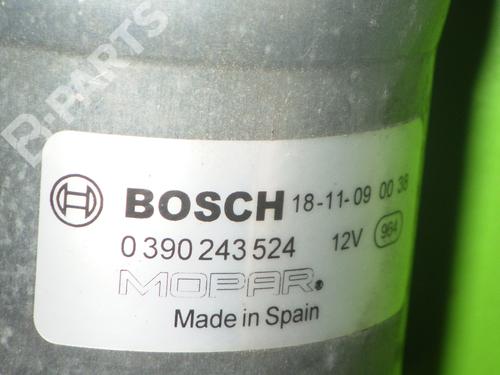 B-PARTS
BOSCH 18-11-09 00 38
0 390 243 524 12V 964
MOPAR.
Made in Spain